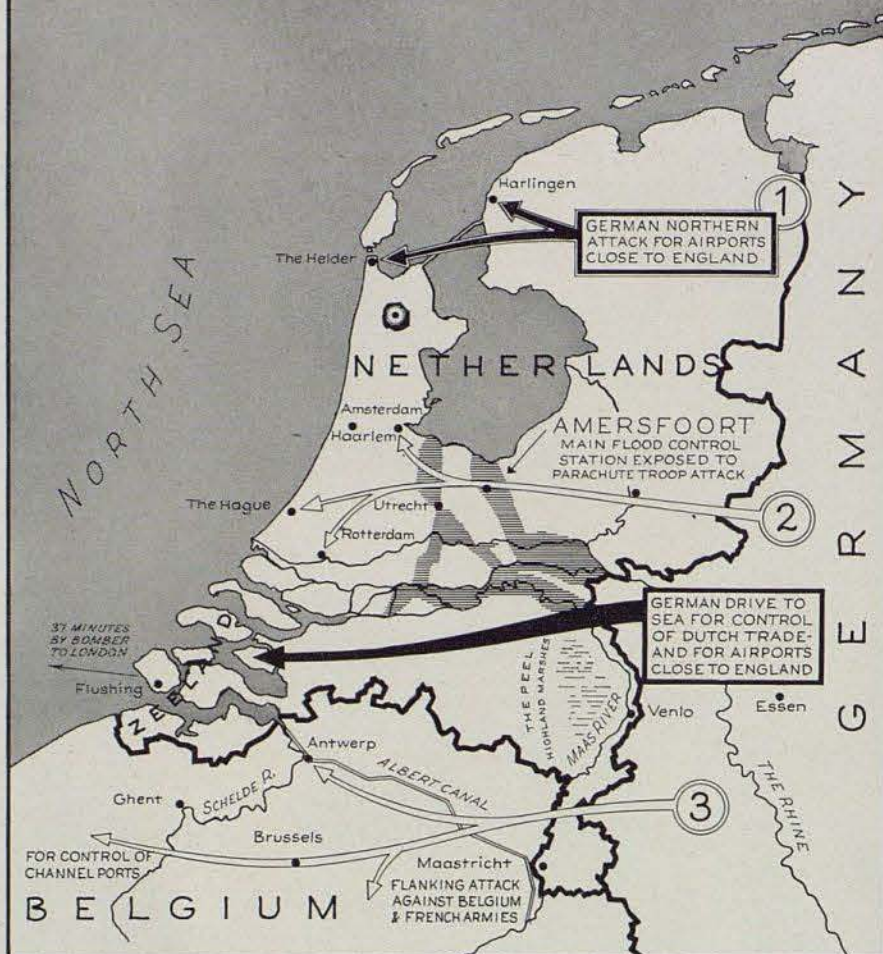 Harlingen
1
GERMAN NORTHERN
ATTACK FOR AIRPORTS
CLOSE TO ENGLAND
The Helder
NORTH SEA
NETHERLANDS
GERMANY
Amsterdam
Haarlem
AMERSFOORT
MAIN FLOOD CONTROL
STATION EXPOSED TO
PARACHUTE TROOP ATTACK
The Hague
Utrecht
2
Rotterdam
37 MINUTES
BY BOMBER
TO LONDON
GERMAN DRIVE TO
SEA FOR CONTROL
OF DUTCH TRADE-
AND FOR AIRPORTS
CLOSE TO ENGLAND
Flushing
ZEELAND
THE PEEL
HIGHLAND MARSHES
MAAS RIVER
Venlo
Essen
Antwerp
ALBERT CANAL
THE RHINE
Ghent
SCHELDE R.
3
Brussels
FOR CONTROL OF
CHANNEL PORTS
Maastricht
FLANKING ATTACK
AGAINST BELGIUM
& FRENCH ARMIES
BELGIUM